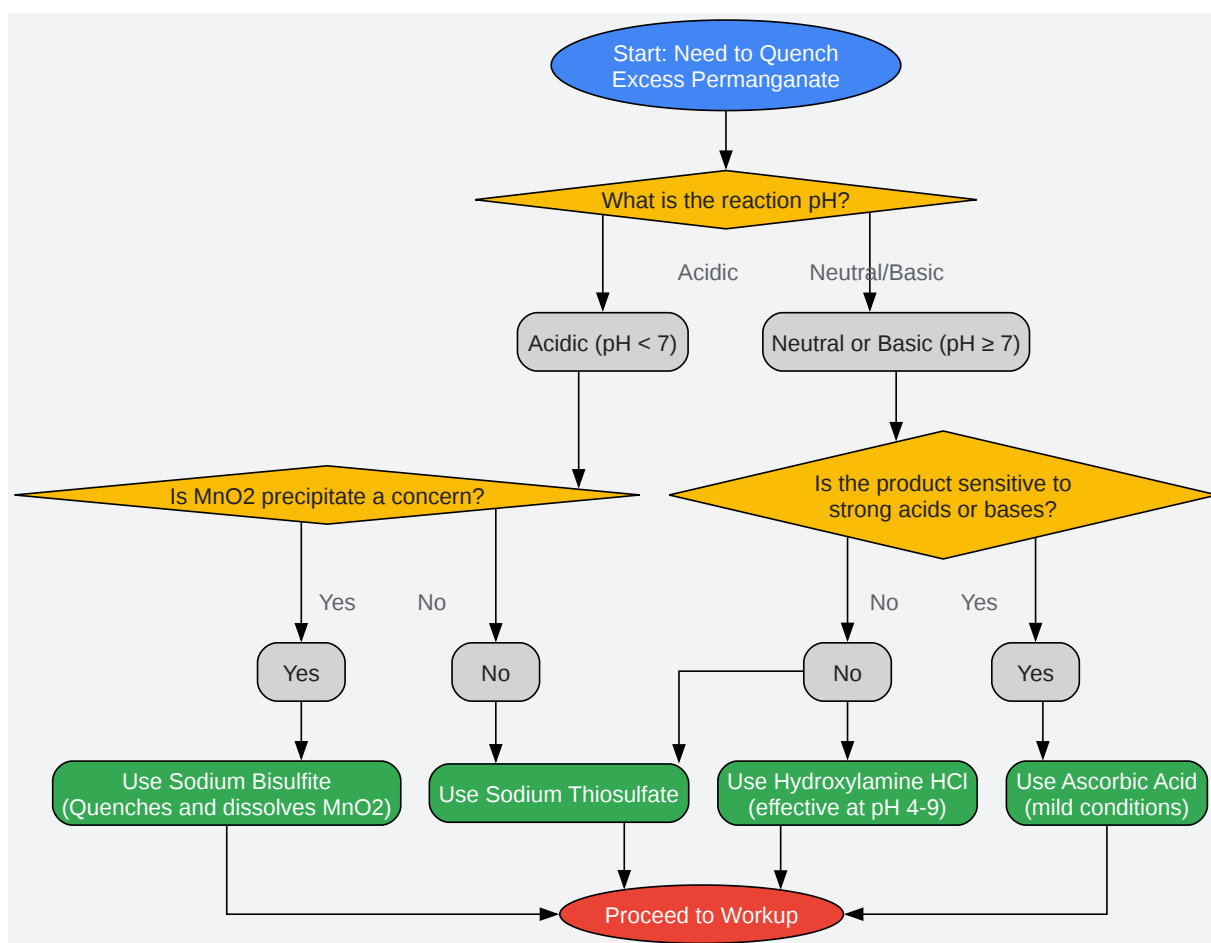 Start: Need to Quench
Excess Permanganate
What is the reaction pH?
Acidic
Neutral/Basic
Acidic (pH < 7)
Neutral or Basic (pH ≥ 7)
Is MnO2 precipitate a concern?
Is the product sensitive to
strong acids or bases?
Yes
No
No
Yes
Yes
No
No
Yes
Use Sodium Bisulfite
(Quenches and dissolves MnO2)
Use Sodium Thiosulfate
Use Hydroxylamine HCl
(effective at pH 4-9)
Use Ascorbic Acid
(mild conditions)
Proceed to Workup